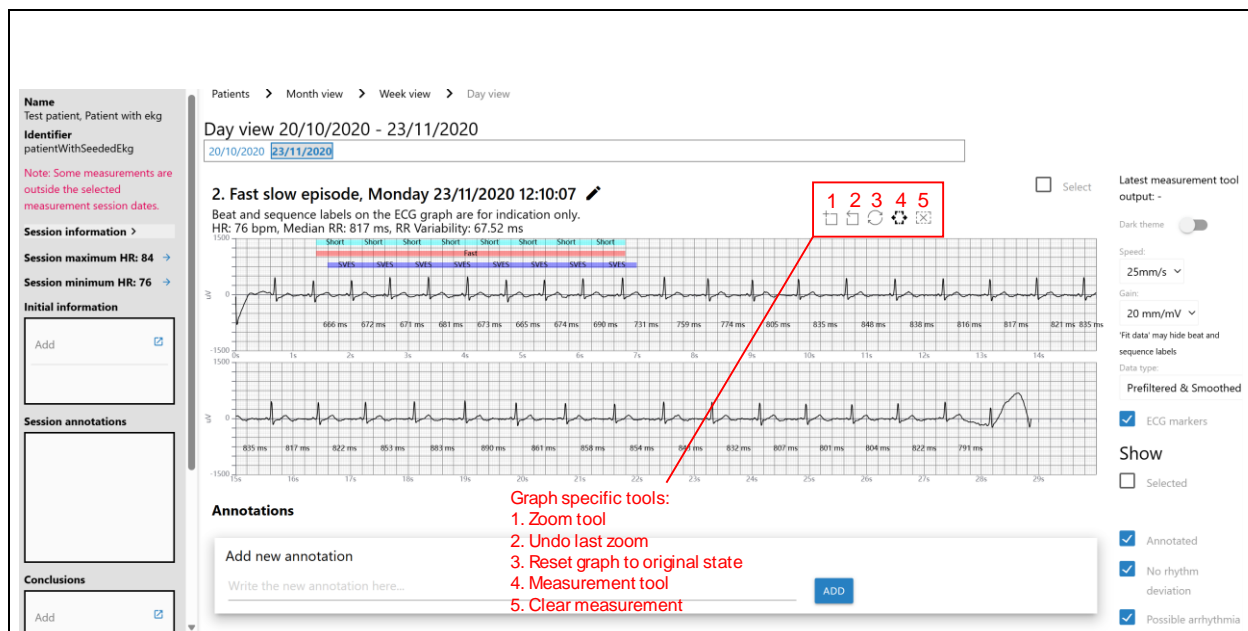 Name
Test patient, Patient with ekg
Identifier
patientWithSeededEkg
Note: Some measurements are
outside the selected
measurement session dates.
Session information >
Session maximum HR: 84 →
Session minimum HR: 76 →
Initial information
Add
Session annotations
Conclusions
Add
Patients > Month view > Week view > Day view
Day view 20/10/2020 - 23/11/2020
20/10/2020 23/11/2020
2. Fast slow episode, Monday 23/11/2020 12:10:07
Beat and sequence labels on the ECG graph are for indication only.
HR: 76 bpm, Median RR: 817 ms, RR Variability: 67.52 ms
Select
1 2 3 4 5
1500
Short Short Short Short Short Short Short Short
Fast
SVES SVES SVES SVES SVES SVES SVES SVES
uV 0
666 ms 672 ms 671 ms 681 ms 673 ms 665 ms 674 ms 690 ms 731 ms 759 ms 774 ms 805 ms 835 ms 848 ms 838 ms 816 ms 817 ms 821 ms 835 ms
-1500
0s 1s 2s 3s 4s 5s 6s 7s 8s 9s 10s 11s 12s 13s 14s
1500
uV 0
835 ms 817 ms 822 ms 853 ms 883 ms 890 ms 861 ms 858 ms 854 ms 832 ms 807 ms 801 ms 804 ms 822 ms 791 ms
-1500
15s 16s 17s 18s 19s 20s 21s 22s 23s 24s 25s 26s 27s 28s 29s
Graph specific tools:
1. Zoom tool
2. Undo last zoom
3. Reset graph to original state
4. Measurement tool
5. Clear measurement
Annotations
Add new annotation
Write the new annotation here...
ADD
Latest measurement tool
output: -
Dark theme
Speed:
25mm/s
Gain:
20 mm/mV
'Fit data' may hide beat and
sequence labels
Data type:
Prefiltered & Smoothed
ECG markers
Show
Selected
Annotated
No rhythm
deviation
Possible arrhythmia